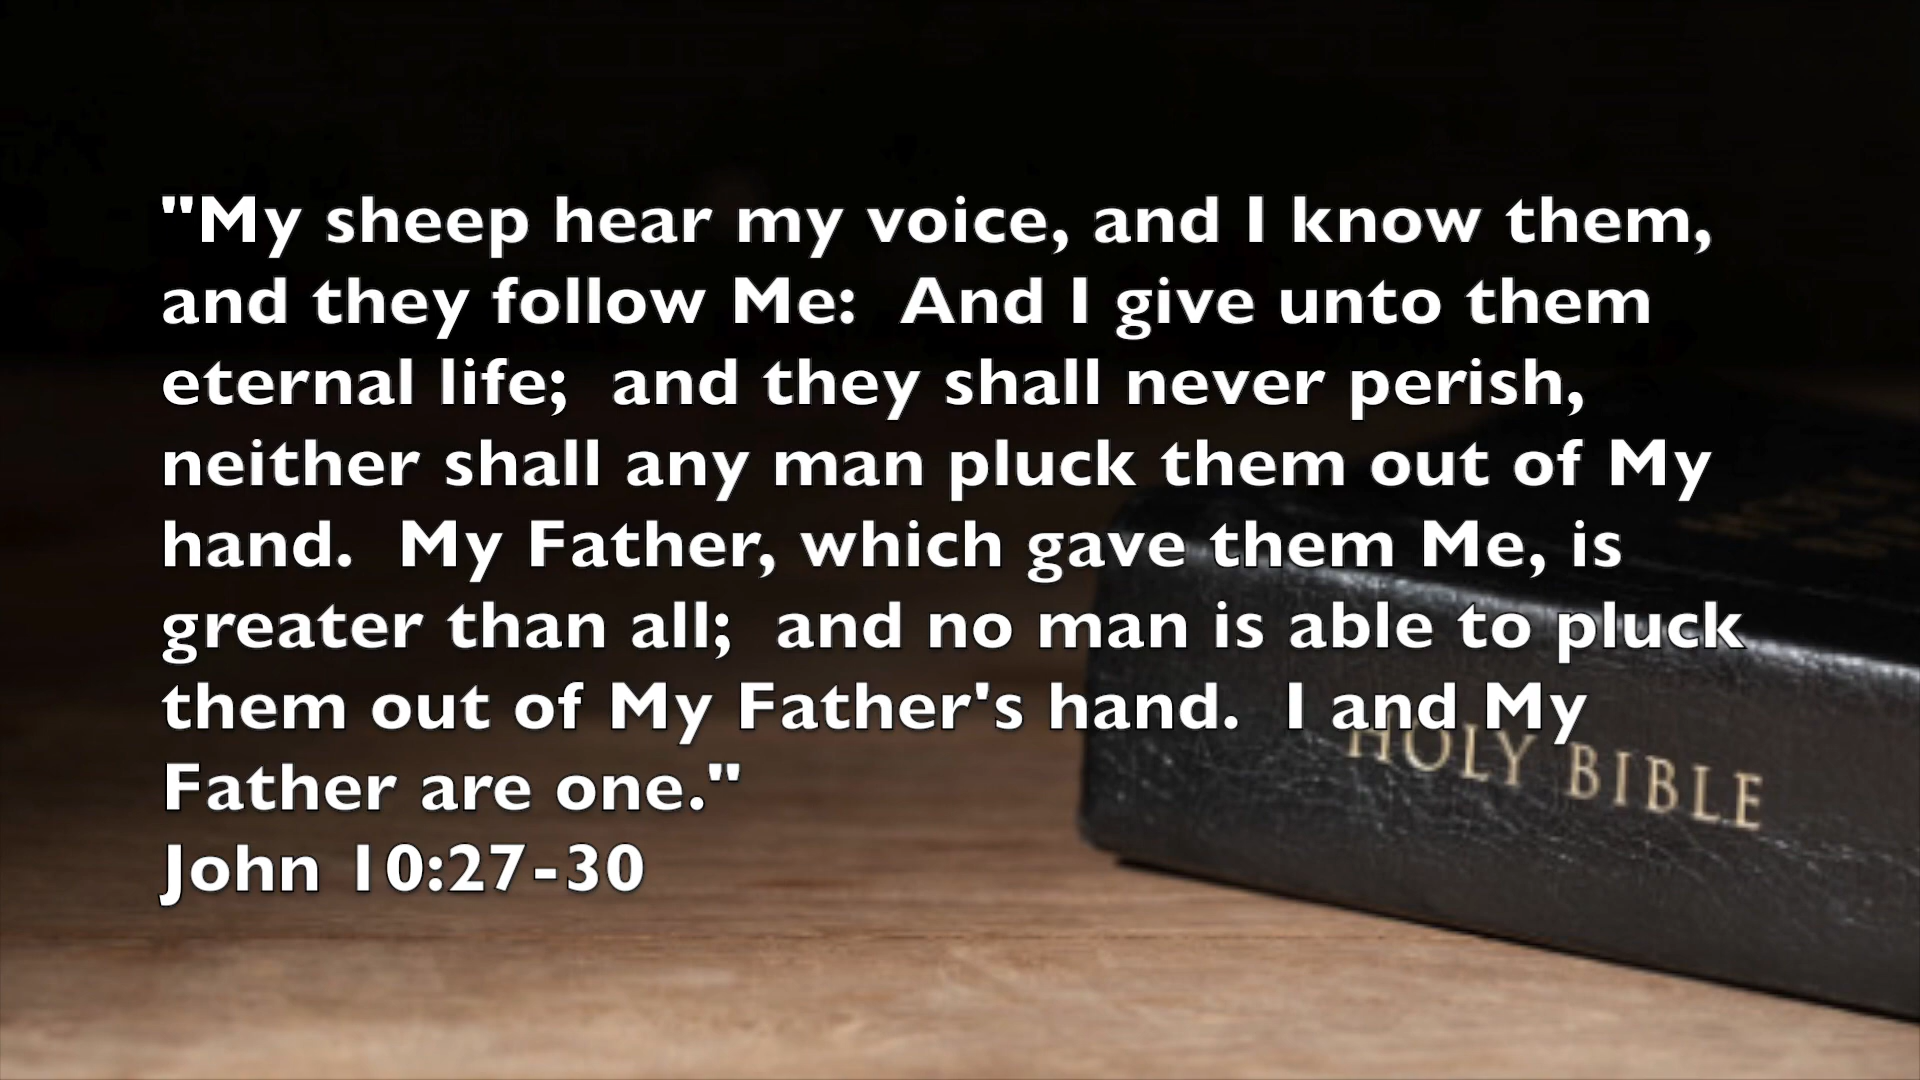 "My sheep hear my voice, and I know them,
and they follow Me:  And I give unto them
eternal life;  and they shall never perish,
neither shall any man pluck them out of My
hand.  My Father, which gave them Me, is
greater than all;  and no man is able to pluck
them out of My Father's hand.  I and My
Father are one."
John 10:27-30
HOLY BIBLE